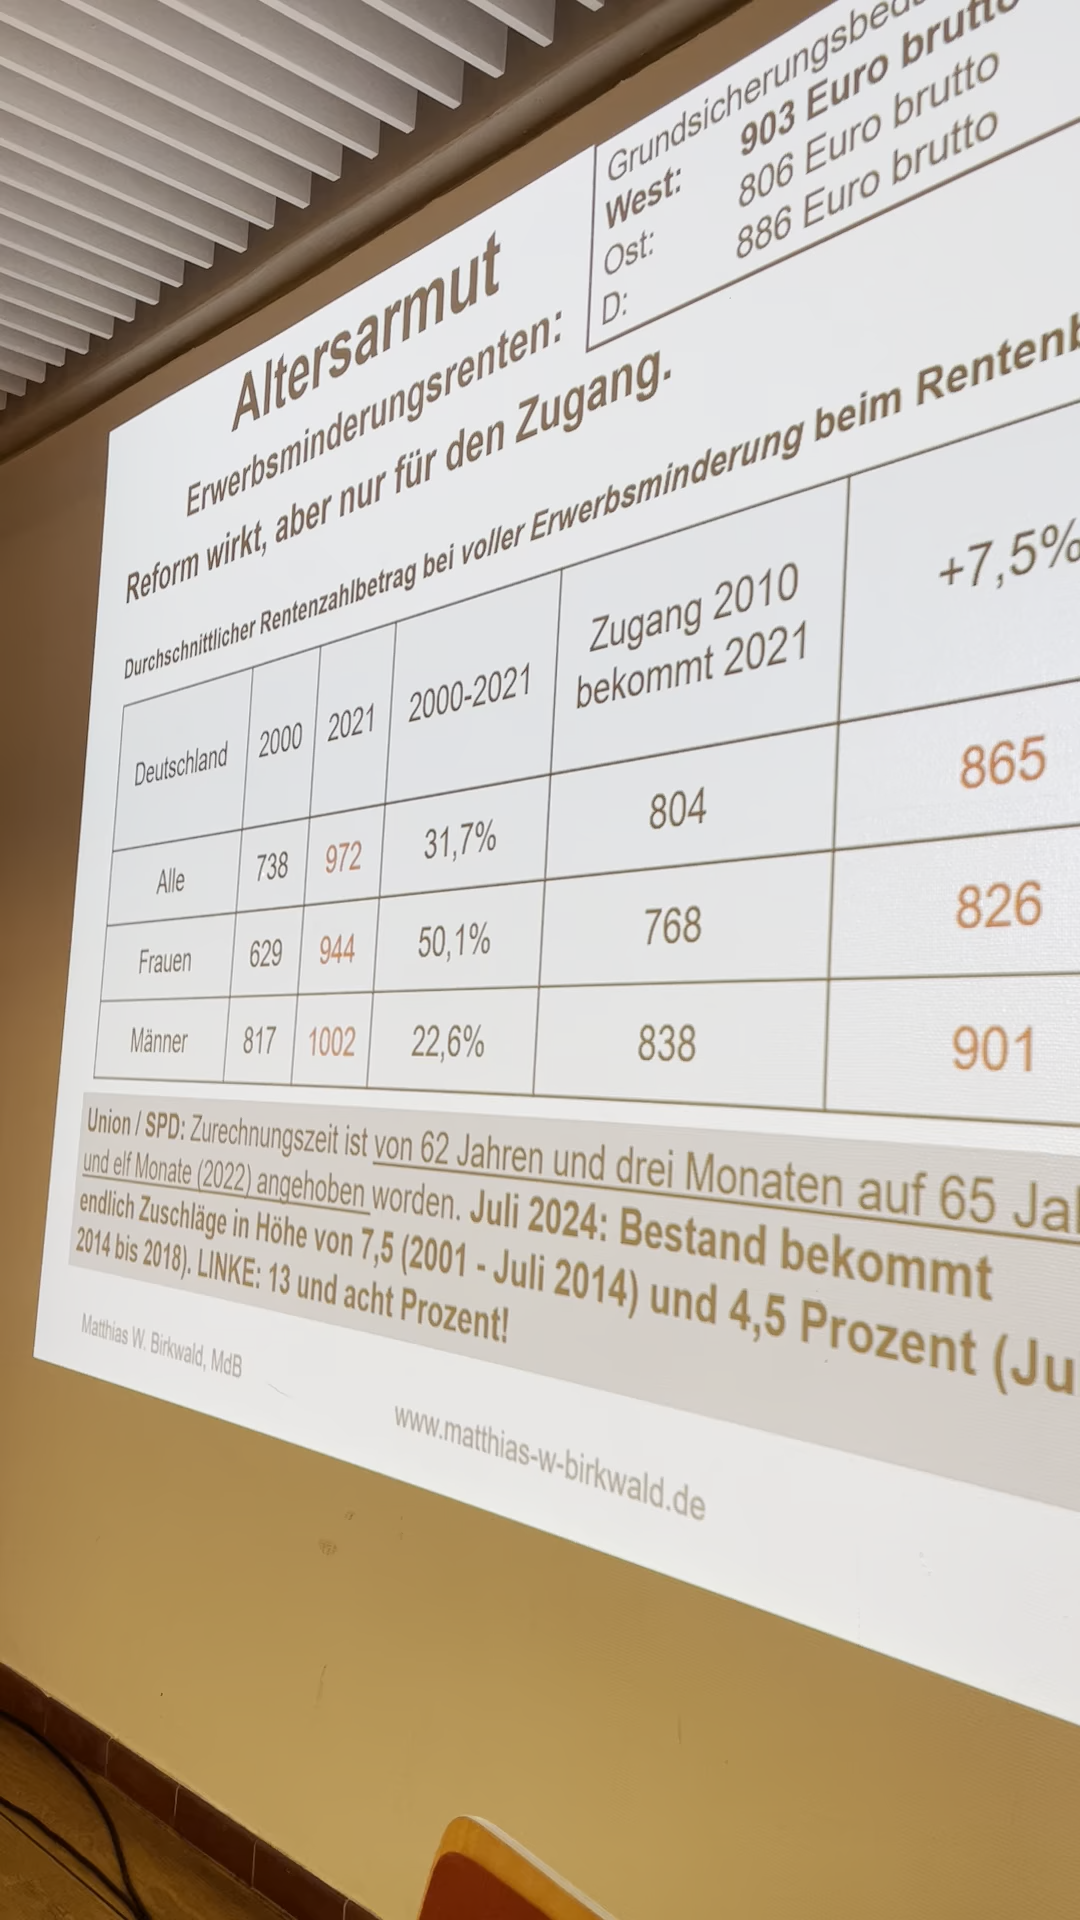 Grundsicherungsbedu
West: 903 Euro brutto
Ost: 806 Euro brutto
D: 886 Euro brutto
Altersarmut
Erwerbsminderungsrenten:
Reform wirkt, aber nur für den Zugang.
Durchschnittlicher Rentenzahlbetrag bei voller Erwerbsminderung beim Rentenb
Deutschland 2000 2021 2000-2021 Zugang 2010 bekommt 2021 +7,5%
Alle 738 972 31,7% 804 865
Frauen 629 944 50,1% 768 826
Männer 817 1002 22,6% 838 901
Union / SPD: Zurechnungszeit ist von 62 Jahren und drei Monaten auf 65 Ja
und elf Monate (2022) angehoben worden. Juli 2024: Bestand bekommt
endlich Zuschläge in Höhe von 7,5 (2001 - Juli 2014) und 4,5 Prozent (Ju
2014 bis 2018). LINKE: 13 und acht Prozent!
Matthias W. Birkwald, MdB
www.matthias-w-birkwald.de